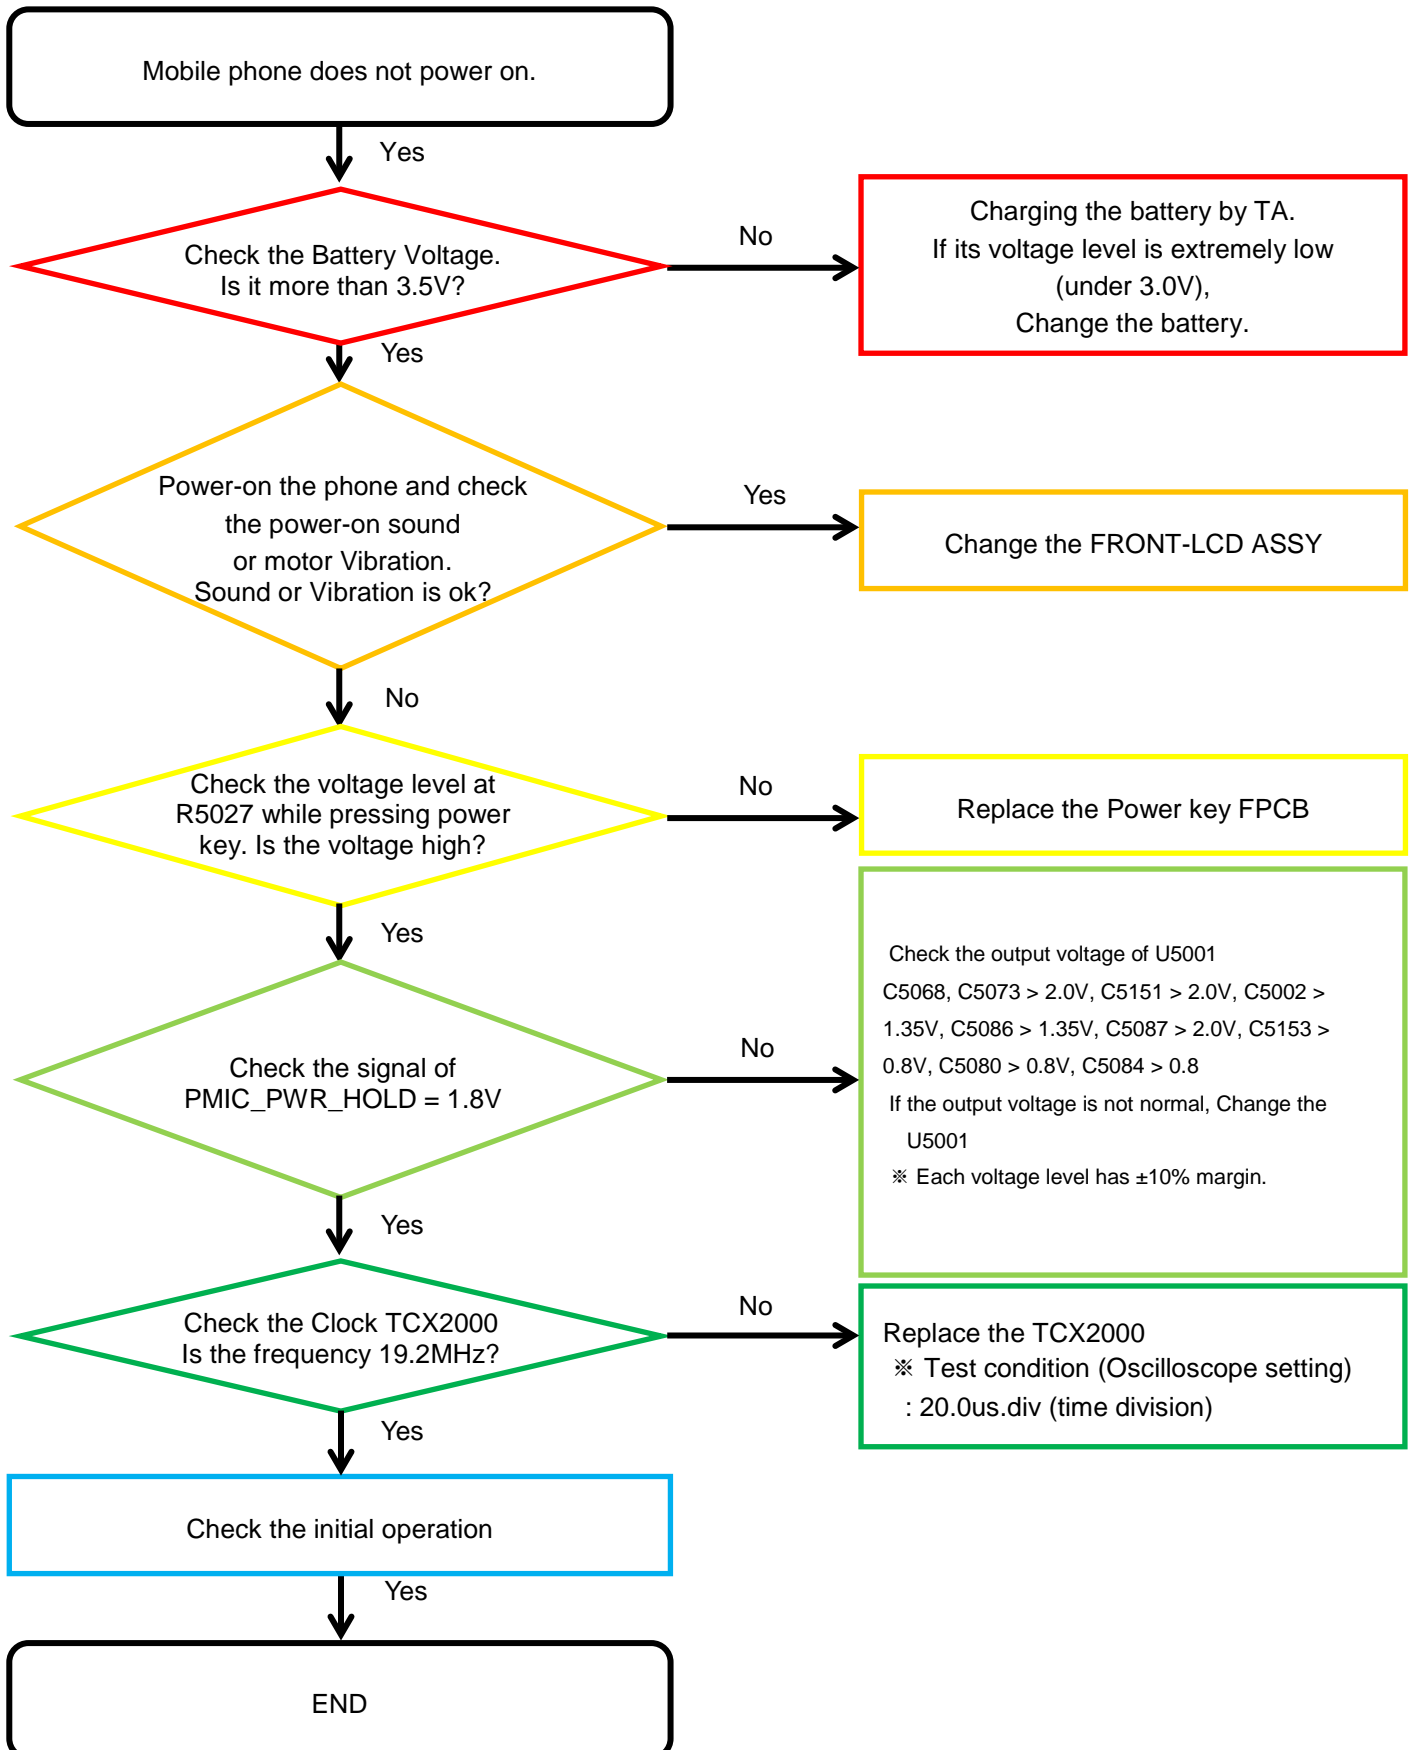 Mobile phone does not power on.
Yes
Check the Battery Voltage.
Is it more than 3.5V?
No
Charging the battery by TA.
If its voltage level is extremely low
(under 3.0V),
Change the battery.
Yes
Power-on the phone and check
the power-on sound
or motor Vibration.
Sound or Vibration is ok?
Yes
Change the FRONT-LCD ASSY
No
Check the voltage level at
R5027 while pressing power
key. Is the voltage high?
No
Replace the Power key FPCB
Yes
Check the signal of
PMIC_PWR_HOLD = 1.8V
No
Check the output voltage of U5001
C5068, C5073 > 2.0V, C5151 > 2.0V, C5002 >
1.35V, C5086 > 1.35V, C5087 > 2.0V, C5153 >
0.8V, C5080 > 0.8V, C5084 > 0.8
If the output voltage is not normal, Change the
U5001
※ Each voltage level has ±10% margin.
Yes
Check the Clock TCX2000
Is the frequency 19.2MHz?
No
Replace the TCX2000
※ Test condition (Oscilloscope setting)
: 20.0us.div (time division)
Yes
Check the initial operation
Yes
END